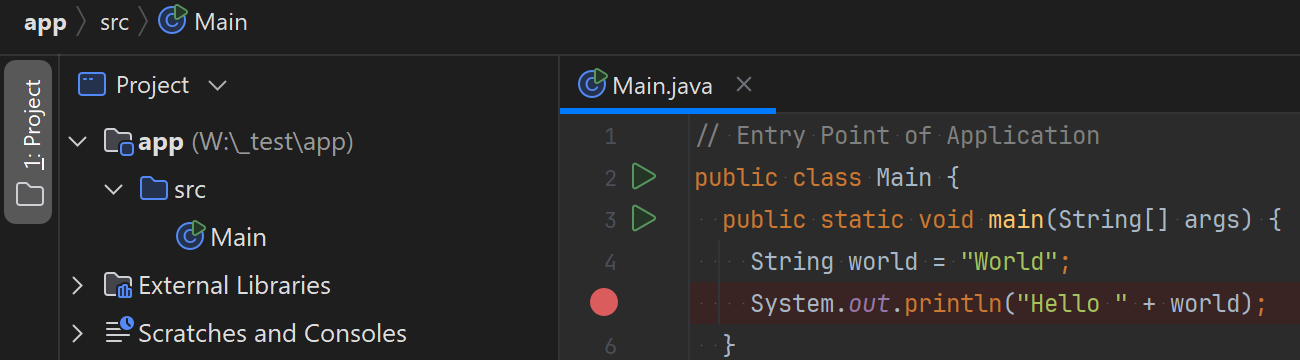 app src Main
1: Project
Project
app (W:\_test\app)
src
Main
External Libraries
Scratches and Consoles
Main.java
1 // Entry Point of Application
2 public class Main {
3 public static void main(String[] args) {
4 String world = "World";
System.out.println("Hello " + world);
6 }